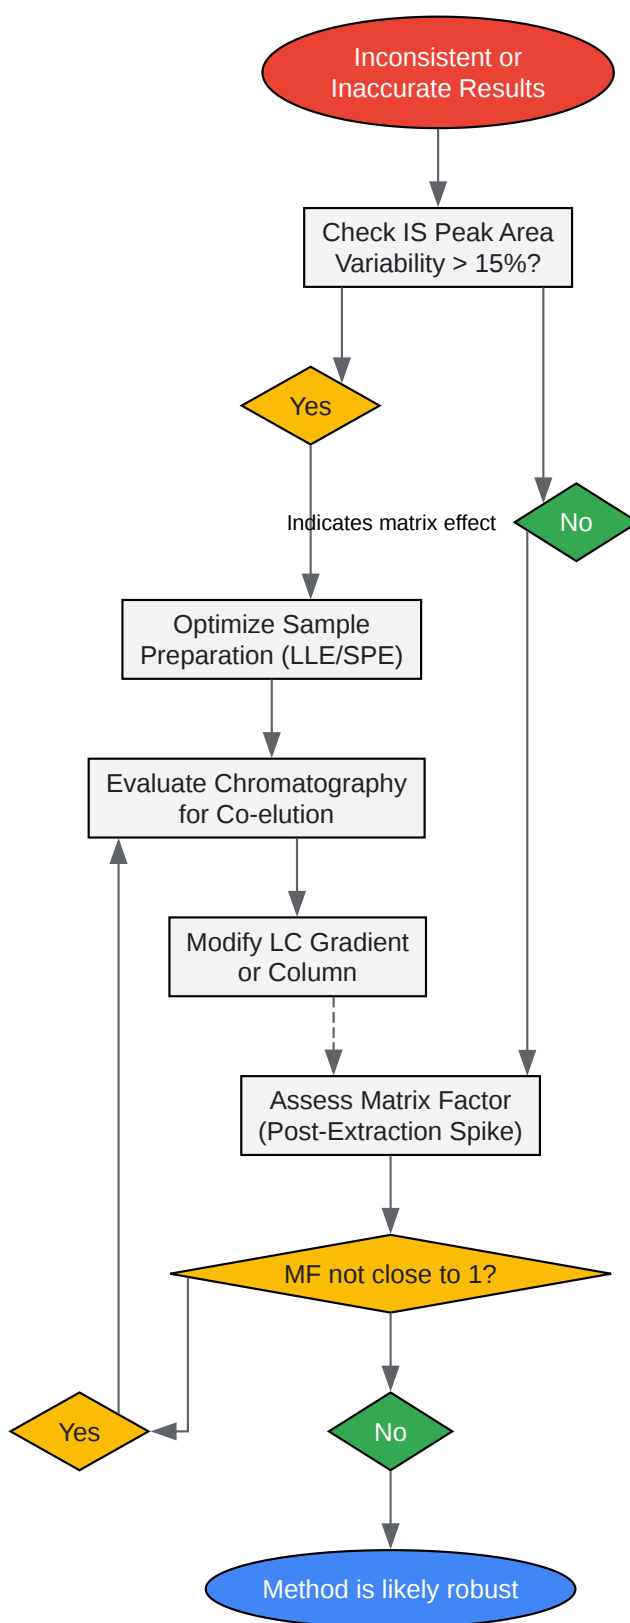 Inconsistent or
Inaccurate Results
Check IS Peak Area
Variability > 15%?
Yes
Indicates matrix effect
No
Optimize Sample
Preparation (LLE/SPE)
Evaluate Chromatography
for Co-elution
Modify LC Gradient
or Column
Assess Matrix Factor
(Post-Extraction Spike)
MF not close to 1?
Yes
No
Method is likely robust